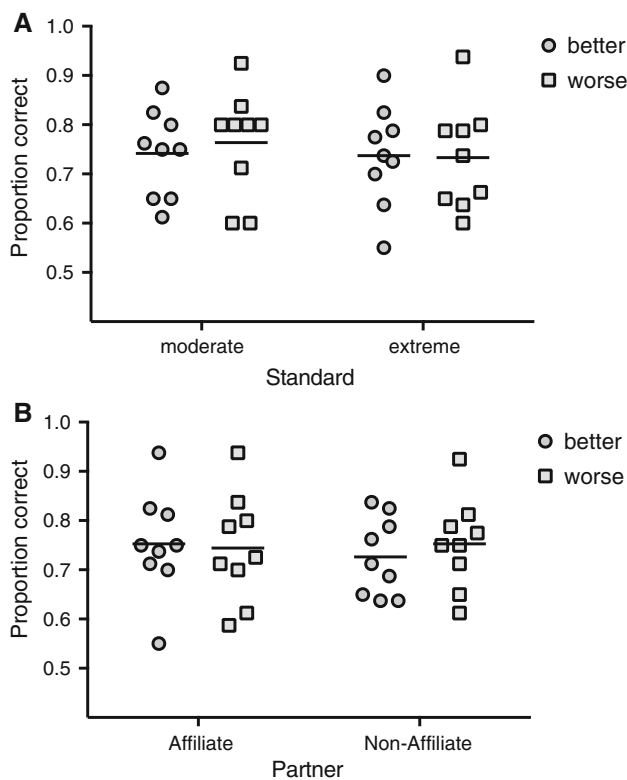 A
1.0
better
worse
0.9
0.8
0.7
0.6
0.5
Proportion correct
moderate
extreme
Standard
B
1.0
better
worse
0.9
0.8
0.7
0.6
0.5
Proportion correct
Affiliate
Non-Affiliate
Partner